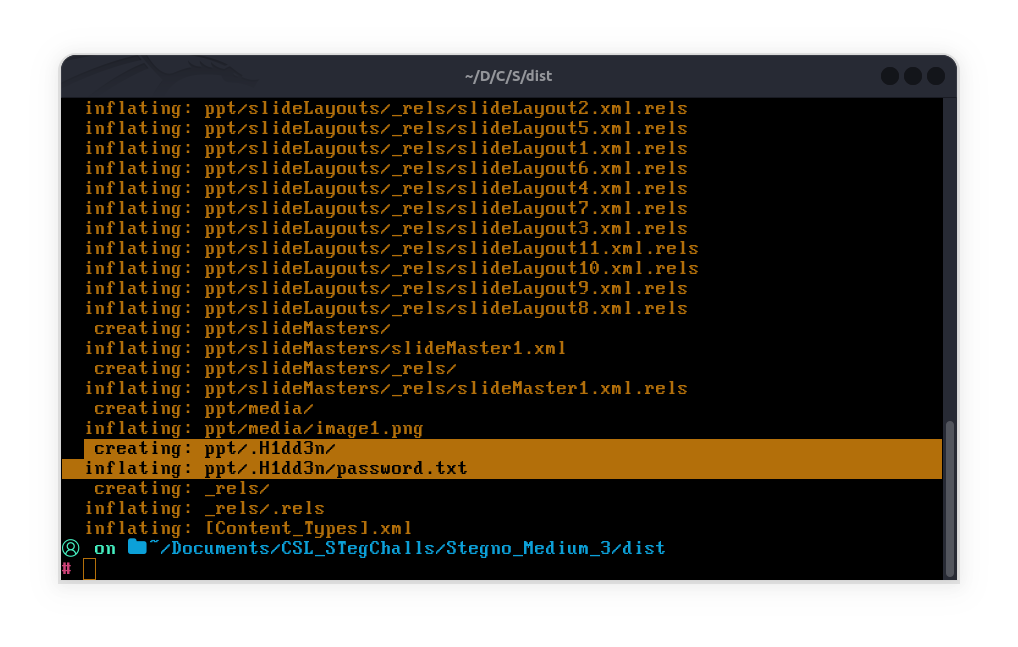 ~/D/C/S/dist
inflating: ppt/slideLayouts/_rels/slideLayout2.xml.rels
inflating: ppt/slideLayouts/_rels/slideLayout5.xml.rels
inflating: ppt/slideLayouts/_rels/slideLayout1.xml.rels
inflating: ppt/slideLayouts/_rels/slideLayout6.xml.rels
inflating: ppt/slideLayouts/_rels/slideLayout4.xml.rels
inflating: ppt/slideLayouts/_rels/slideLayout7.xml.rels
inflating: ppt/slideLayouts/_rels/slideLayout3.xml.rels
inflating: ppt/slideLayouts/_rels/slideLayout11.xml.rels
inflating: ppt/slideLayouts/_rels/slideLayout10.xml.rels
inflating: ppt/slideLayouts/_rels/slideLayout9.xml.rels
inflating: ppt/slideLayouts/_rels/slideLayout8.xml.rels
creating: ppt/slideMasters/
inflating: ppt/slideMasters/slideMaster1.xml
creating: ppt/slideMasters/_rels/
inflating: ppt/slideMasters/_rels/slideMaster1.xml.rels
creating: ppt/media/
inflating: ppt/media/image1.png
creating: ppt/.H1dd3n/
inflating: ppt/.H1dd3n/password.txt
creating: _rels/
inflating: _rels/.rels
inflating: [Content_Types].xml
on ~/Documents/CSL_STegChalls/Stegno_Medium_3/dist
#